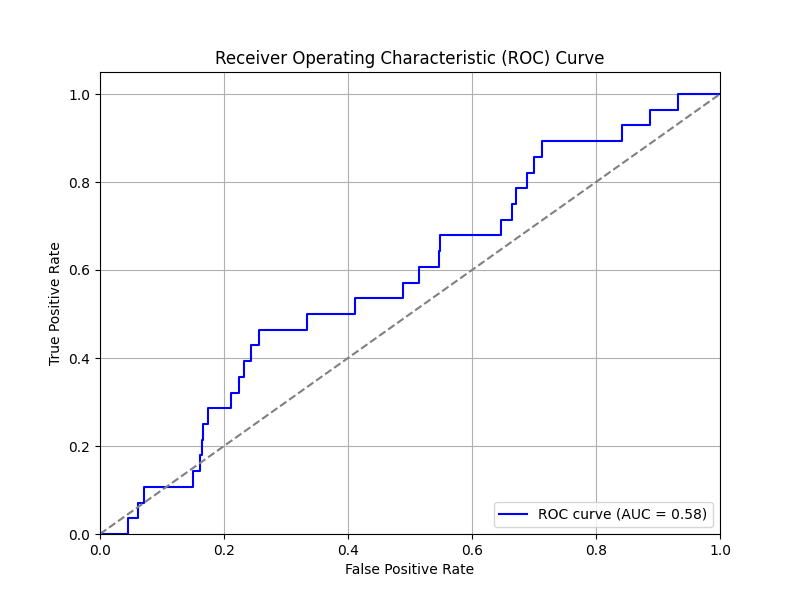 Receiver Operating Characteristic (ROC) Curve
True Positive Rate
1.0
0.8
0.6
0.4
0.2
0.0
0.0 0.2 0.4 0.6 0.8 1.0
False Positive Rate
ROC curve (AUC = 0.58)